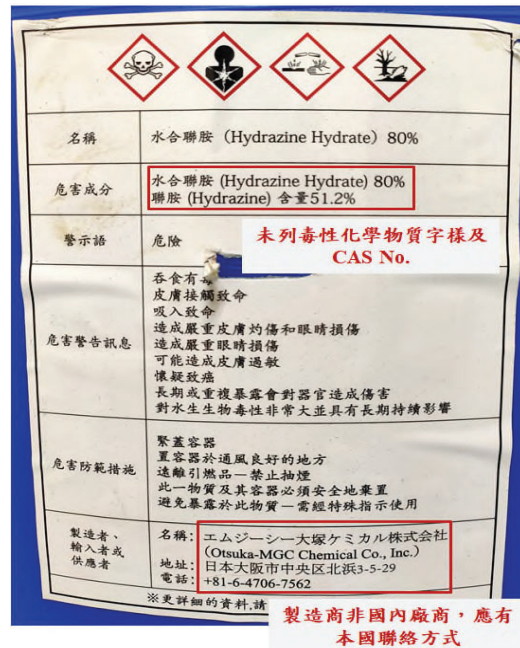 名稱
水合聯胺 (Hydrazine Hydrate) 80%
危害成分
水合聯胺 (Hydrazine Hydrate) 80%
聯胺 (Hydrazine) 含量51.2%
警示語
危險
未列毒性化學物質字樣及
CAS No.
危害警告訊息
吞食有毒
皮膚接觸致命
吸入致命
造成嚴重皮膚灼傷和眼睛損傷
造成嚴重眼睛損傷
可能造成皮膚過敏
懷疑致癌
長期或重複暴露會對器官造成傷害
對水生生物毒性非常大並具有長期持續影響
危害防範措施
緊蓋容器
置容器於通風良好的地方
遠離引燃品－禁止抽煙
此一物質及其容器必須安全地棄置
避免暴露於此物質－需經特殊指示使用
製造者、
輸入者或
供應者
名稱：エムジーシー大塚ケミカル株式会社
(Otsuka-MGC Chemical Co., Inc.)
地址：日本大阪市中央区北浜3-5-29
電話：+81-6-4706-7562
※更詳細的資料,請
製造商非國內廠商，應有
本國聯絡方式